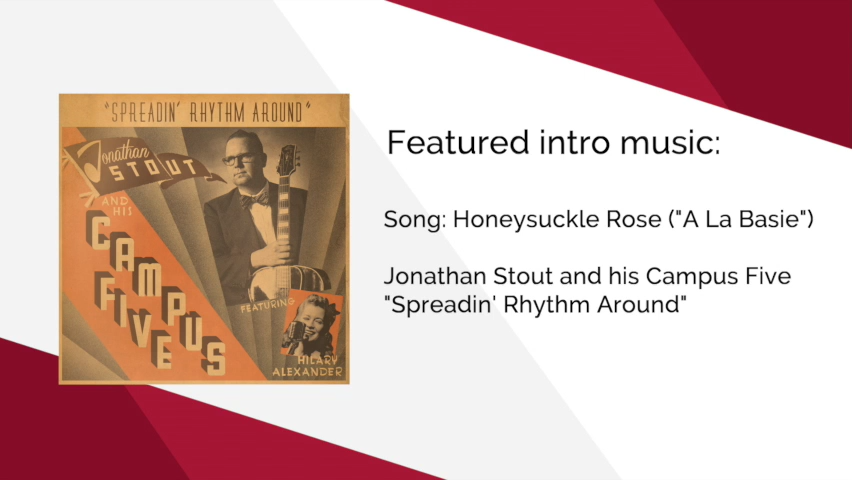 "SPREADIN' RHYTHM AROUND"
Jonathan
STOUT
AND
HIS
CAMPUS
FIVE
FEATURING
HILARY
ALEXANDER
Featured intro music:
Song: Honeysuckle Rose ("A La Basie")
Jonathan Stout and his Campus Five
"Spreadin' Rhythm Around"